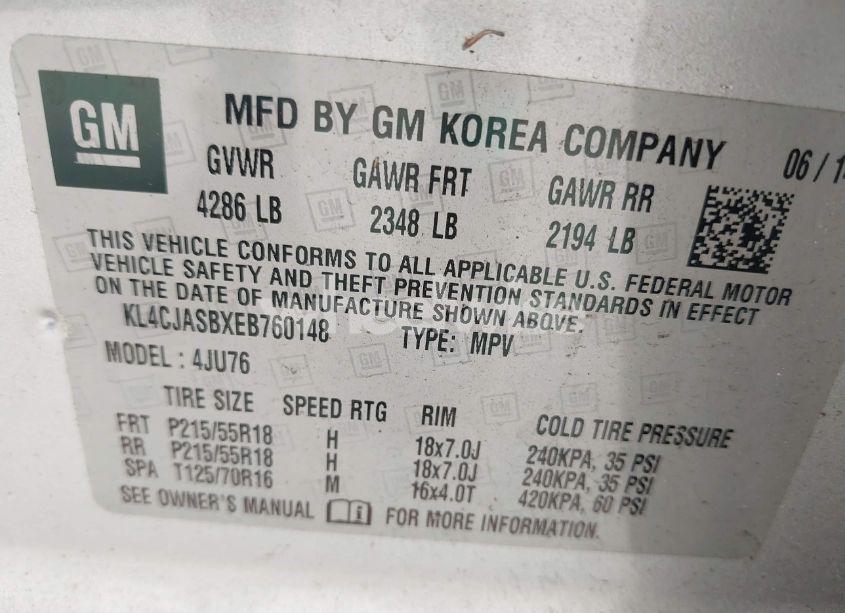 GM
MFD BY GM KOREA COMPANY
06 / 1
GVWR GAWR FRT GAWR RR
4286 LB 2348 LB 2194 LB
THIS VEHICLE CONFORMS TO ALL APPLICABLE U.S. FEDERAL MOTOR
VEHICLE SAFETY AND THEFT PREVENTION STANDARDS IN EFFECT
ON THE DATE OF MANUFACTURE SHOWN ABOVE.
KL4CJASBXEB760148 TYPE: MPV
MODEL : 4JU76
TIRE SIZE SPEED RTG RIM COLD TIRE PRESSURE
FRT P215/55R18 H 18x7.0J 240KPA, 35 PSI
RR P215/55R18 H 18x7.0J 240KPA, 35 PSI
SPA T125/70R16 M 16x4.0T 420KPA, 60 PSI
SEE OWNER'S MANUAL FOR MORE INFORMATION.